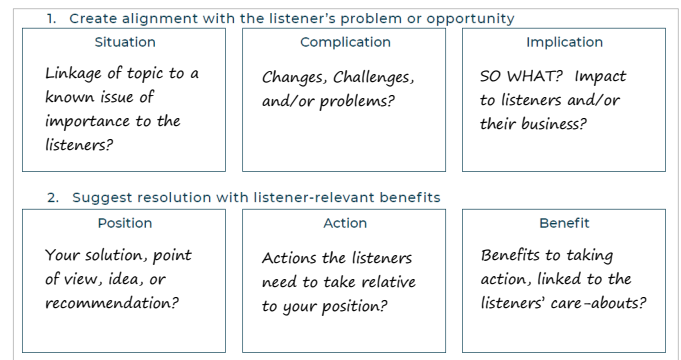 1. Create alignment with the listener's problem or opportunity
Situation
Linkage of topic to a
known issue of
importance to the
listeners?
Complication
Changes, Challenges,
and/or problems?
Implication
SO WHAT? Impact
to listeners and/or
their business?
2. Suggest resolution with listener-relevant benefits
Position
Your solution, point
of view, idea, or
recommendation?
Action
Actions the listeners
need to take relative
to your position?
Benefit
Benefits to taking
action, linked to the
listeners' care-abouts?